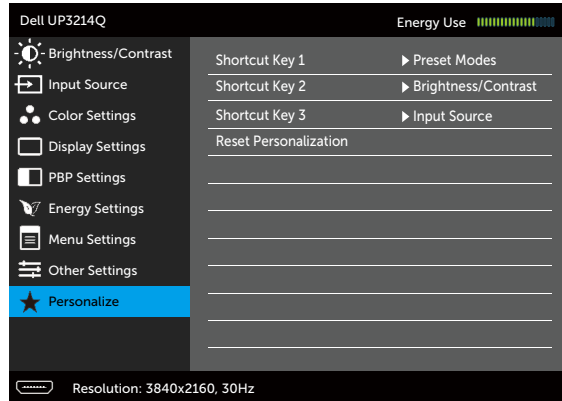 Dell UP3214Q
Energy Use
Brightness/Contrast
Input Source
Color Settings
Display Settings
PBP Settings
Energy Settings
Menu Settings
Other Settings
Personalize
Shortcut Key 1 Preset Modes
Shortcut Key 2 Brightness/Contrast
Shortcut Key 3 Input Source
Reset Personalization
Resolution: 3840x2160, 30Hz